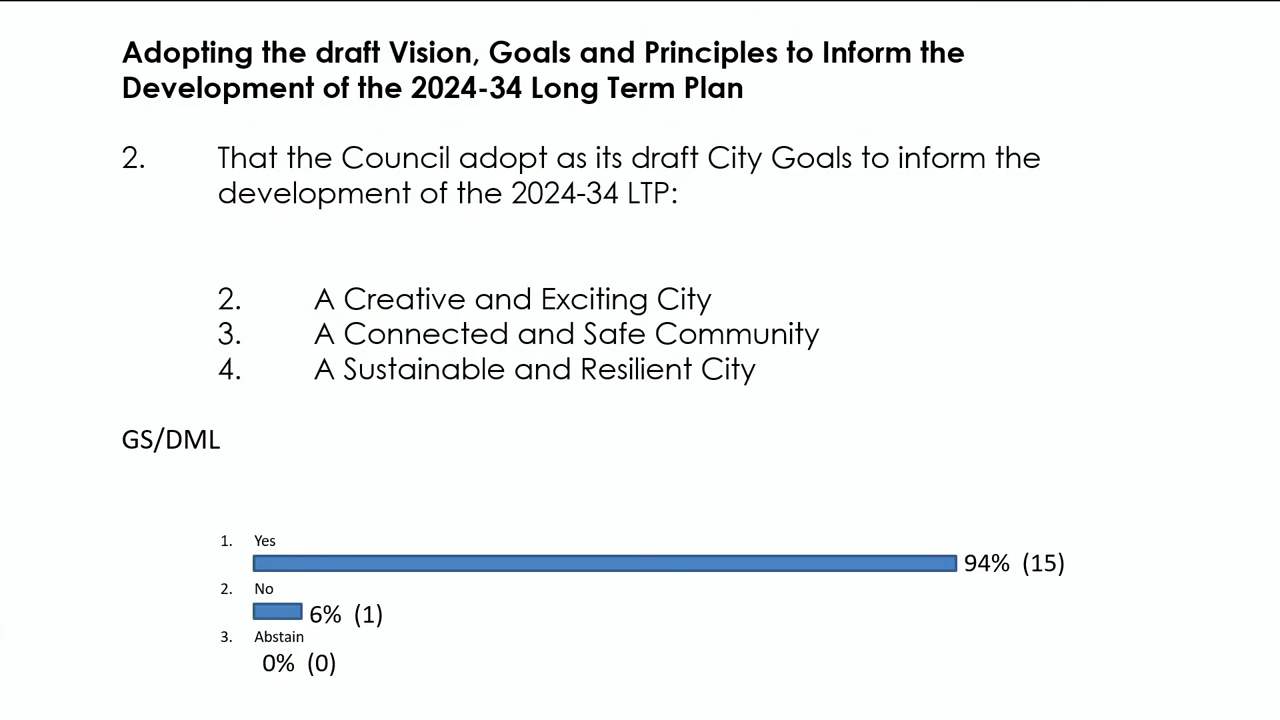 Adopting the draft Vision, Goals and Principles to Inform the
Development of the 2024-34 Long Term Plan
2. That the Council adopt as its draft City Goals to inform the
development of the 2024-34 LTP:
2. A Creative and Exciting City
3. A Connected and Safe Community
4. A Sustainable and Resilient City
GS/DML
1. Yes
94% (15)
2. No
6% (1)
3. Abstain
0% (0)